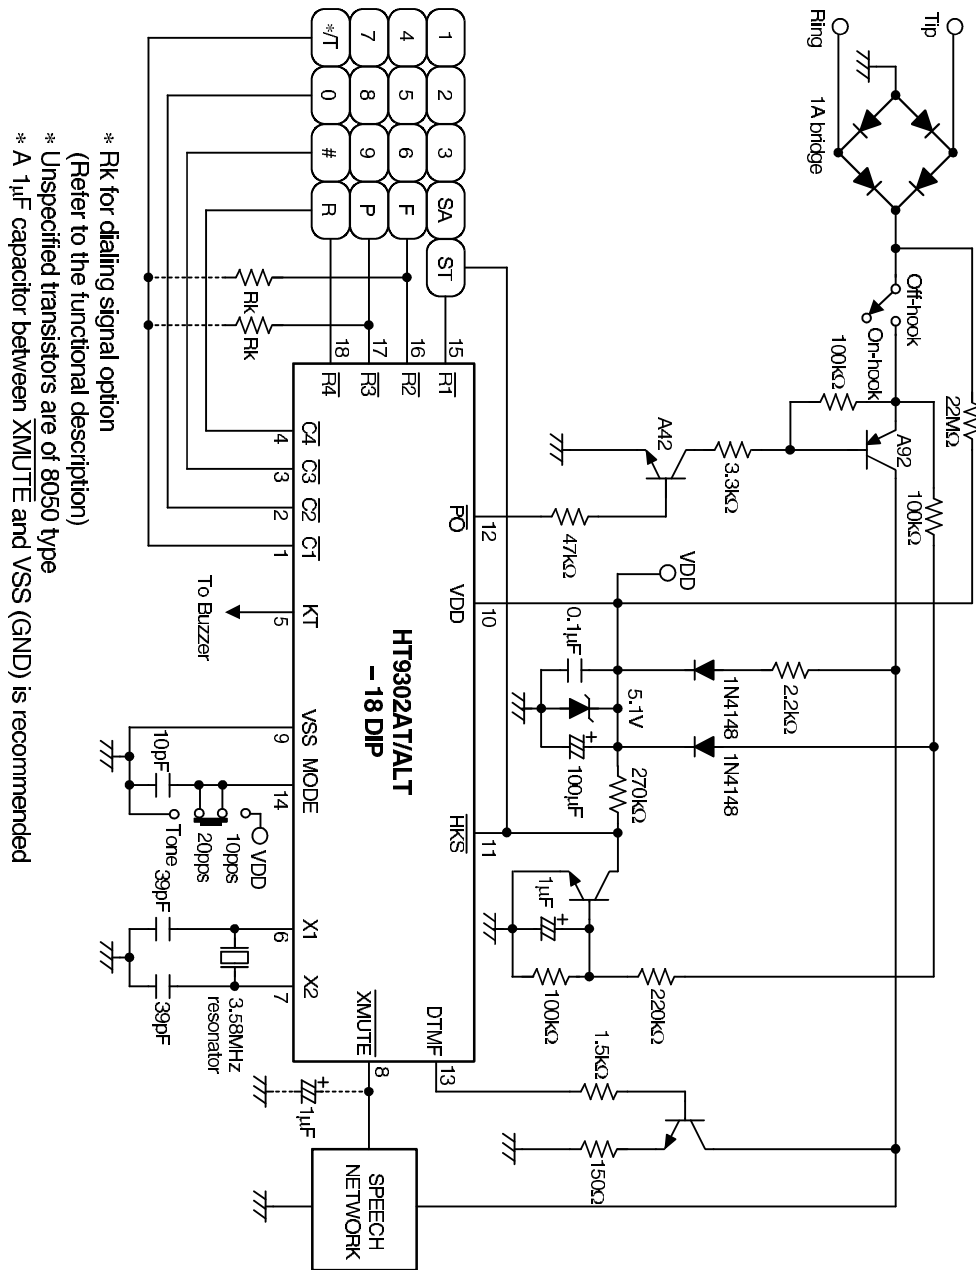 Tip
Ring
1A bridge
Off-hook
On-hook
22MΩ
100kΩ
A92
100kΩ
3.3kΩ
A42
47kΩ
VDD
0.1µF
5.1V
100µF
1N4148
2.2kΩ
1N4148
270kΩ
1µF
100kΩ
220kΩ
1.5kΩ
150Ω
1 2 3 SA ST
4 5 6 F
7 8 9 P
*/T 0 # R
Rk
Rk
15 16 17 18
R1 R2 R3 R4
C4 C3 C2 C1
4 3 2 1
PO
12
VDD
10
HKS
11
DTMF
13
HT9302AT/ALT
– 18 DIP
KT
5
To Buzzer
VSS
9
MODE
14
10pF
VDD
10pps
20pps
Tone
X1
6
X2
7
39pF
39pF
3.58MHz
resonator
XMUTE
8
1µF
SPEECH
NETWORK
* Rk for dialing signal option
(Refer to the functional description)
* Unspecified transistors are of 8050 type
* A 1µF capacitor between XMUTE and VSS (GND) is recommended